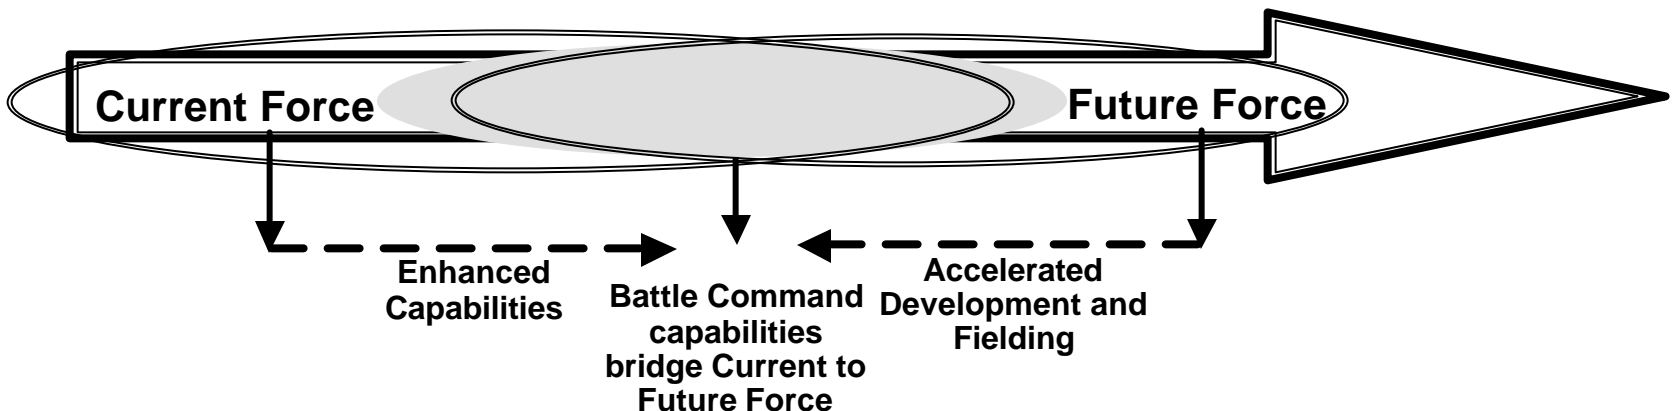 Current Force
Future Force
Enhanced
Capabilities
Battle Command
capabilities
bridge Current to
Future Force
Accelerated
Development and
Fielding